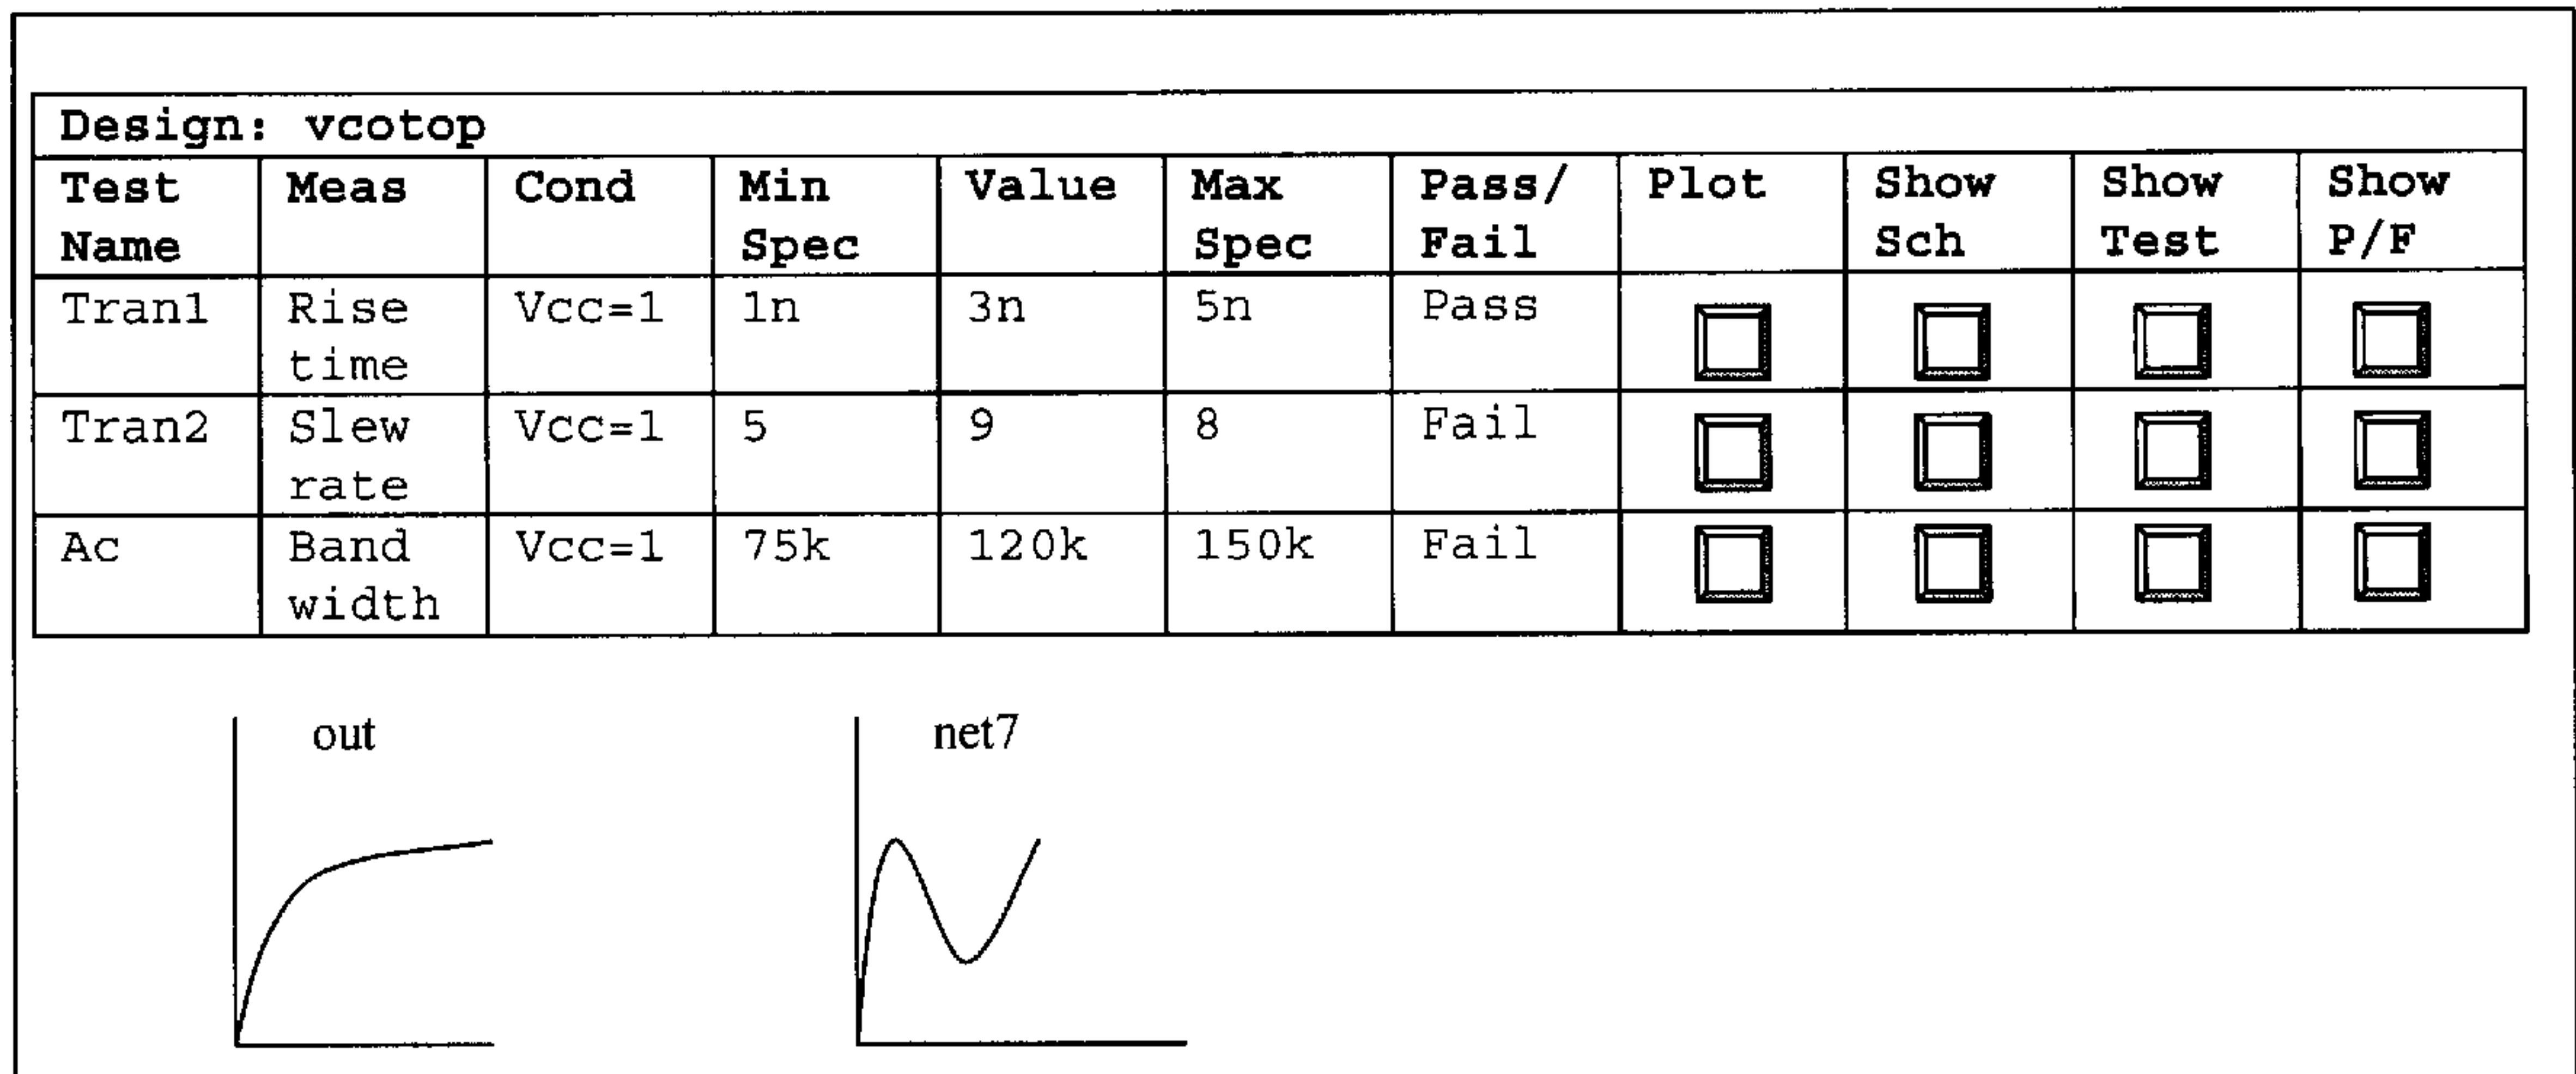 Design: vcotop
Test Name Meas Cond Min Spec Value Max Spec Pass/ Fail Plot Show Sch Show Test Show P/F
Tran1 Rise time Vcc=1 1n 3n 5n Pass
Tran2 Slew rate Vcc=1 5 9 8 Fail
Ac Band width Vcc=1 75k 120k 150k Fail
out net7